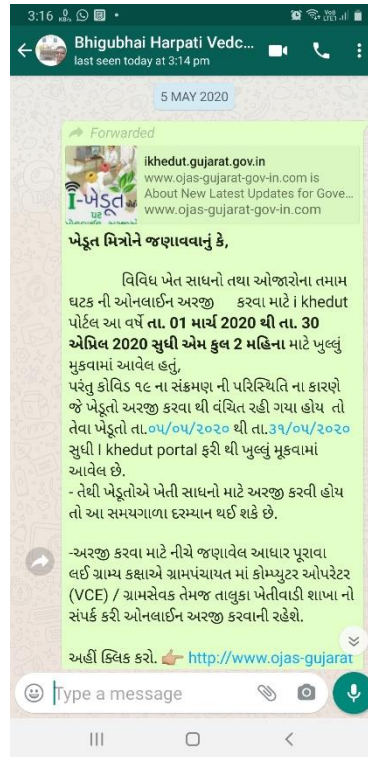 3:16
Bhigubhai Harpati Vedc...
last seen today at 3:14 pm
5 MAY 2020
Forwarded
ikhedut.gujarat.gov.in
www.ojas-gujarat-gov-in.com is
About New Latest Updates for Gove...
www.ojas-gujarat-gov-in.com
I-ખેડૂત
ખેડૂત મિત્રોને જણાવવાનું કે,
વિવિધ ખેત સાધનો તથા ઓજારોના તમામ
ઘટક ની ઓનલાઈન અરજી કરવા માટે i khedut
પોર્ટલ આ વર્ષે તા. 01 માર્ચ 2020 થી તા. 30
એપ્રિલ 2020 સુધી એમ કુલ 2 મહિના માટે ખુલ્લું
મુકવામાં આવેલ હતું,
પરંતુ કોવિડ ૧૯ ના સંક્રમણ ની પરિસ્થિતિ ના કારણે
જે ખેડૂતો અરજી કરવા થી વંચિત રહી ગયા હોય તો
તેવા ખેડૂતો તા.૦૫/૦૫/૨૦૨૦ થી તા.૩૧/૦૫/૨૦૨૦
સુધી I khedut portal ફરી થી ખુલ્લું મૂકવામાં
આવેલ છે.
- તેથી ખેડૂતોએ ખેતી સાધનો માટે અરજી કરવી હોય
તો આ સમયગાળા દરમ્યાન થઈ શકે છે.
-અરજી કરવા માટે નીચે જણાવેલ આધાર પૂરાવા
લઈ ગ્રામ્ય કક્ષાએ ગ્રામપંચાયત માં કોમ્પ્યુટર ઓપરેટર
(VCE) / ગ્રામસેવક તેમજ તાલુકા ખેતીવાડી શાખા નો
સંપર્ક કરી ઓનલાઈન અરજી કરવાની રહેશે.
અહીં ક્લિક કરો. 👉 http://www.ojas-gujarat
Type a message